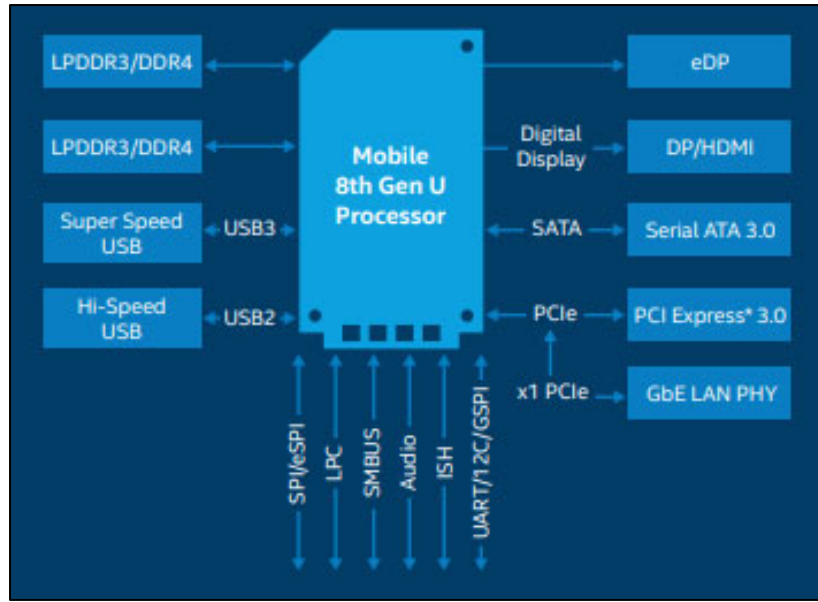 LPDDR3/DDR4
eDP
LPDDR3/DDR4
Digital
Display
DP/HDMI
Mobile
8th Gen U
Processor
Super Speed
USB
USB3
SATA
Serial ATA 3.0
Hi-Speed
USB
USB2
PCIe
PCI Express* 3.0
x1 PCIe
GbE LAN PHY
SPI/eSPI
LPC
SMBUS
Audio
ISH
UART/12C/GSPI